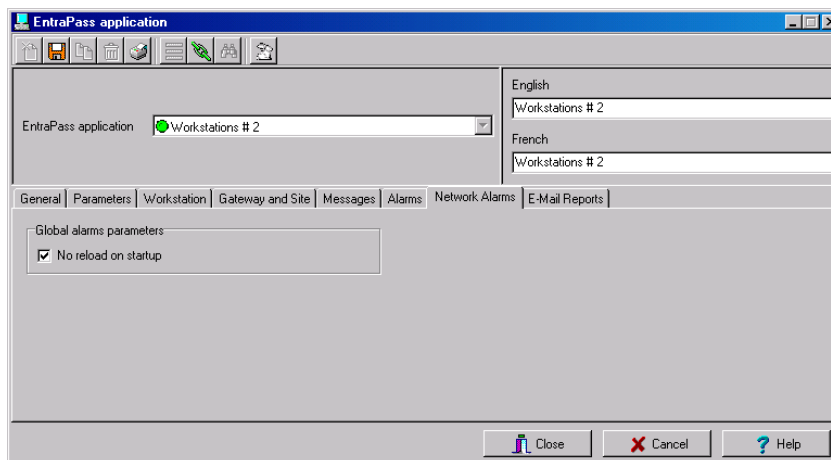 EntraPass application
English
Workstations # 2
EntraPass application
Workstations # 2
French
Workstations # 2
General
Parameters
Workstation
Gateway and Site
Messages
Alarms
Network Alarms
E-Mail Reports
Global alarms parameters
No reload on startup
Close
Cancel
? Help